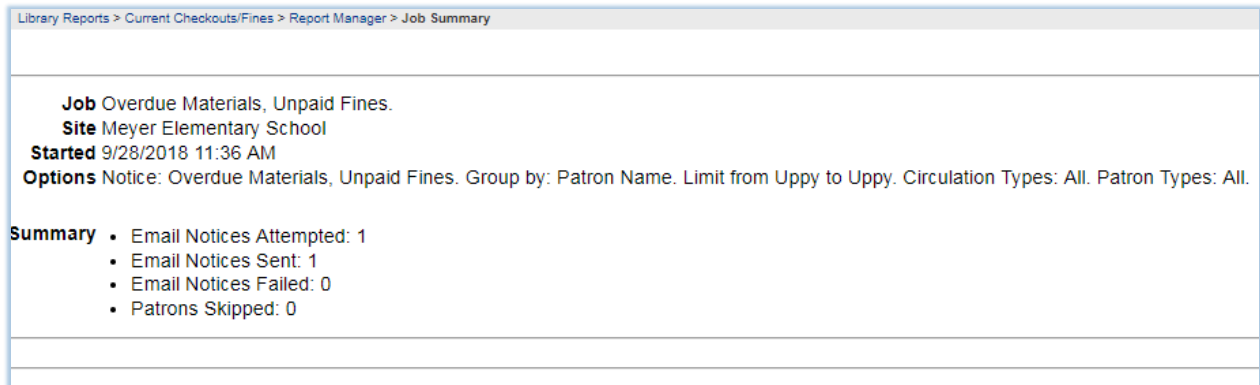 Library Reports > Current Checkouts/Fines > Report Manager > Job Summary
Job Overdue Materials, Unpaid Fines.
Site Meyer Elementary School
Started 9/28/2018 11:36 AM
Options Notice: Overdue Materials, Unpaid Fines. Group by: Patron Name. Limit from Uppy to Uppy. Circulation Types: All. Patron Types: All.
Summary • Email Notices Attempted: 1
• Email Notices Sent: 1
• Email Notices Failed: 0
• Patrons Skipped: 0